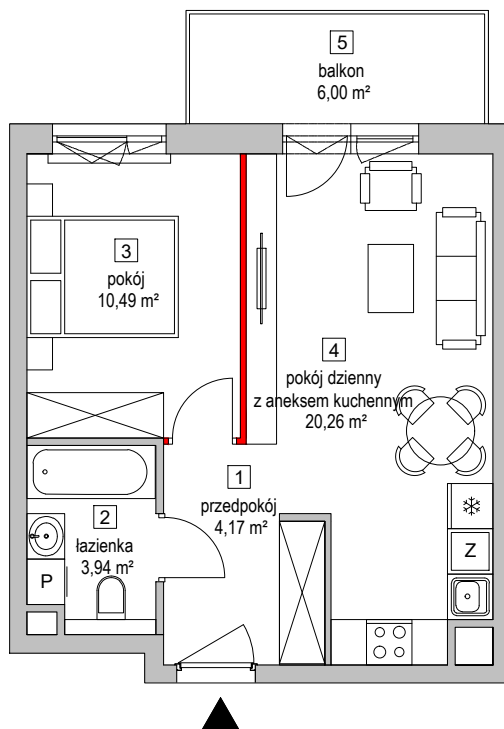 5
balkon
6,00 m²
3
pokój
10,49 m²
4
pokój dzienny
z aneksem kuchennym
20,26 m²
1
przedpokój
4,17 m²
2
łazienka
3,94 m²
P
Z